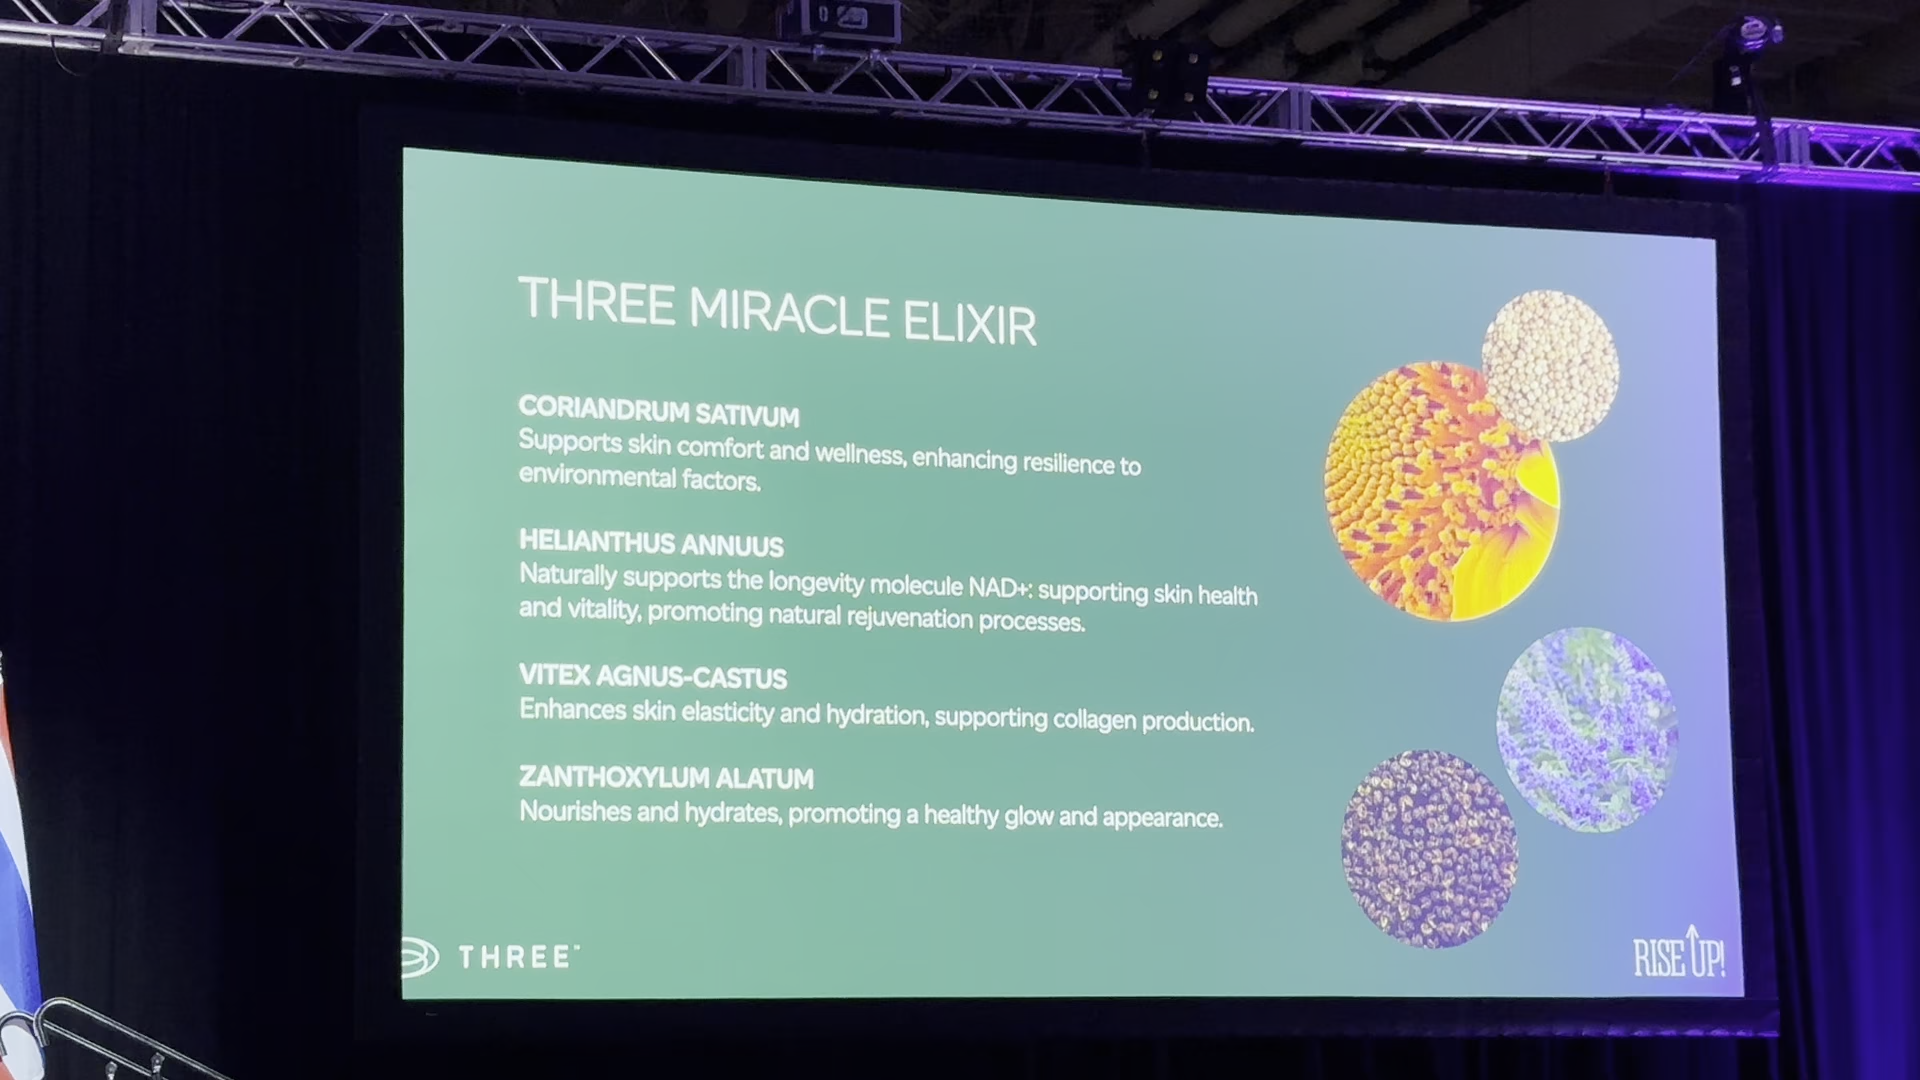 THREE MIRACLE ELIXIR
CORIANDRUM SATIVUM
Supports skin comfort and wellness, enhancing resilience to
environmental factors.
HELIANTHUS ANNUUS
Naturally supports the longevity molecule NAD+: supporting skin health
and vitality, promoting natural rejuvenation processes.
VITEX AGNUS-CASTUS
Enhances skin elasticity and hydration, supporting collagen production.
ZANTHOXYLUM ALATUM
Nourishes and hydrates, promoting a healthy glow and appearance.
THREE™
RISE UP!